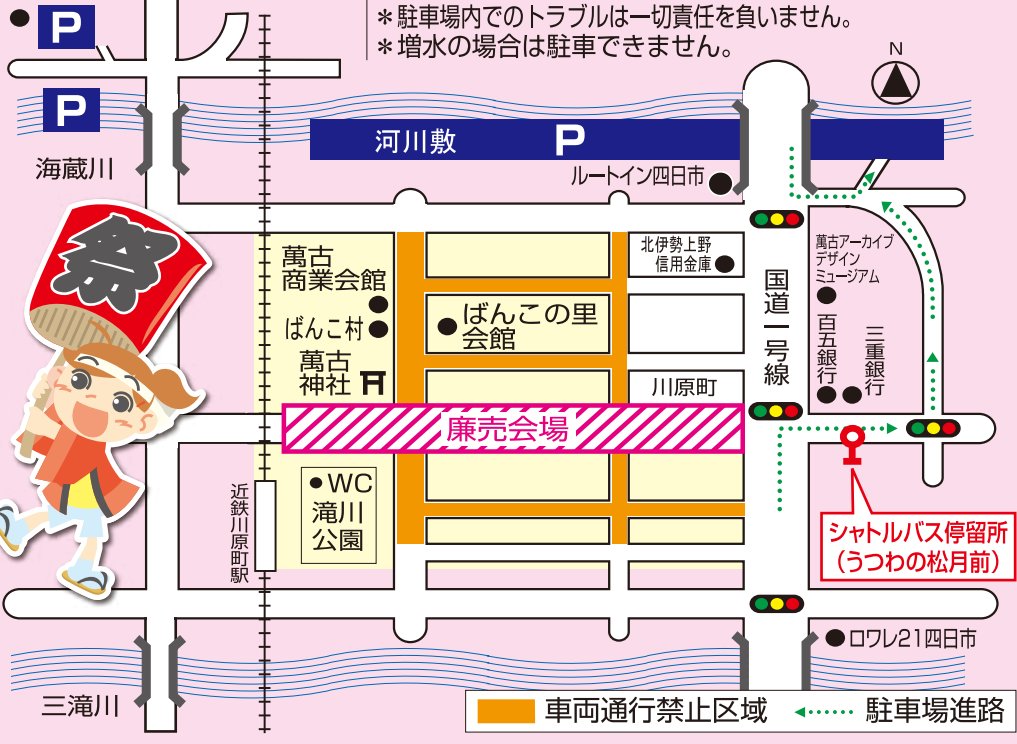 P
＊駐車場内でのトラブルは一切責任を負いません。
＊増水の場合は駐車できません。
N
P
河川敷 P
海蔵川
ルートイン四日市
祭
萬古
商業会館
ばんこ村
萬古
神社
ばんこの里
会館
北伊勢上野
信用金庫
国道一号線
萬古アーカイブ
デザイン
ミュージアム
百五銀行
三重銀行
川原町
廉売会場
近鉄川原町駅
WC
滝川
公園
シャトルバス停留所
（うつわの松月前）
ロワレ21四日市
三滝川
車両通行禁止区域
駐車場進路